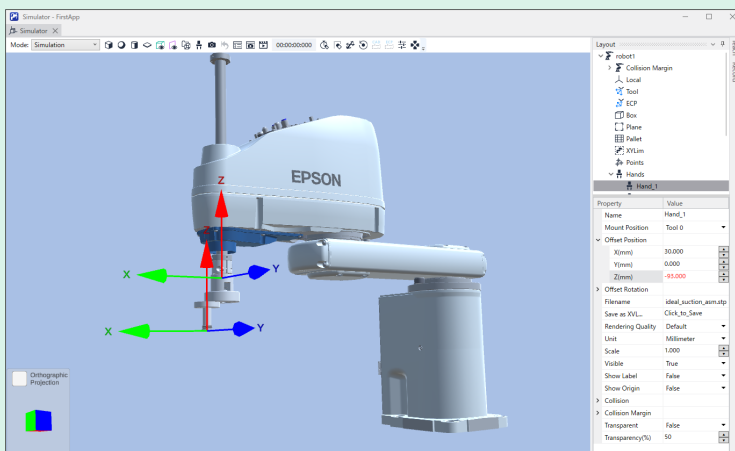 Simulator - FirstApp
Simulator
Mode: Simulation
00:00:00:000
EPSON
Z
Z
X
Y
X
Y
Orthographic
Projection
Layout
robot1
Collision Margin
Local
Tool
ECP
Box
Plane
Pallet
XYLim
Points
Hands
Hand_1
Property Value
Name Hand_1
Mount Position Tool 0
Offset Position
X(mm) 30.000
Y(mm) 0.000
Z(mm) -93.000
Offset Rotation
Filename ideal_suction_asm.stp
Save as XVL... Click_to_Save
Rendering Quality Default
Unit Millimeter
Scale 1.000
Visible True
Show Label False
Show Origin False
Collision
Collision Margin
Transparent False
Transparency(%) 50